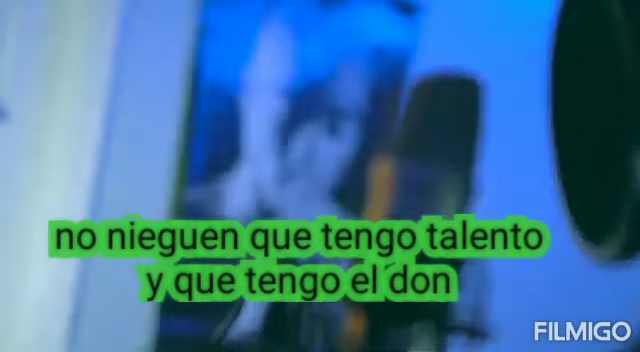 no nieguen que tengo talento
y que tengo el don
FILMIGO